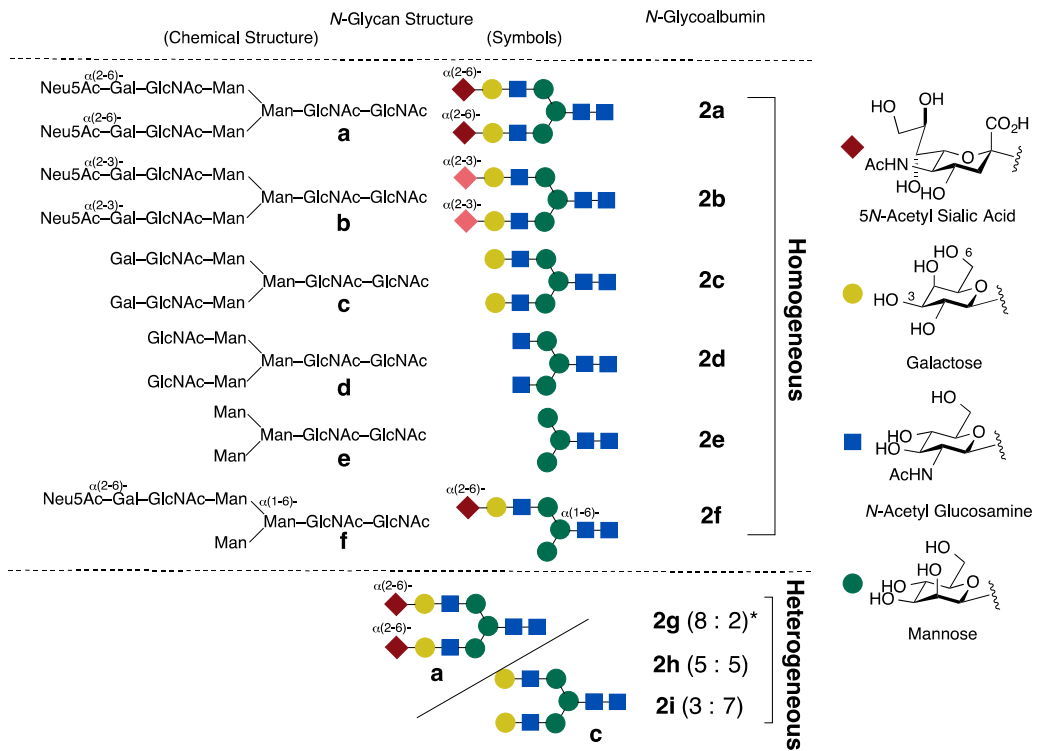 N-Glycan Structure
N-Glycoalbumin
(Chemical Structure)
(Symbols)
α(2-6)-
Neu5Ac–Gal–GlcNAc–Man
Man–GlcNAc–GlcNAc
α(2-6)-
Neu5Ac–Gal–GlcNAc–Man
a
α(2-6)-
α(2-6)-
2a
α(2-3)-
Neu5Ac–Gal–GlcNAc–Man
Man–GlcNAc–GlcNAc
α(2-3)-
Neu5Ac–Gal–GlcNAc–Man
b
α(2-3)-
α(2-3)-
2b
Gal–GlcNAc–Man
Man–GlcNAc–GlcNAc
Gal–GlcNAc–Man
c
2c
GlcNAc–Man
Man–GlcNAc–GlcNAc
GlcNAc–Man
d
2d
Man
Man–GlcNAc–GlcNAc
Man
e
2e
α(2-6)-
Neu5Ac–Gal–GlcNAc–Man
α(1-6)-
Man–GlcNAc–GlcNAc
Man
f
α(2-6)-
α(1-6)-
2f
Homogeneous
α(2-6)-
α(2-6)-
a
c
2g (8 : 2)*
2h (5 : 5)
2i (3 : 7)
Heterogeneous
HO
OH
CO₂H
O
AcHN
OH
HO
5N-Acetyl Sialic Acid
HO
6
HO
O
3
HO
HO
Galactose
HO
HO
O
HO
AcHN
N-Acetyl Glucosamine
HO
HO
HO
O
HO
Mannose